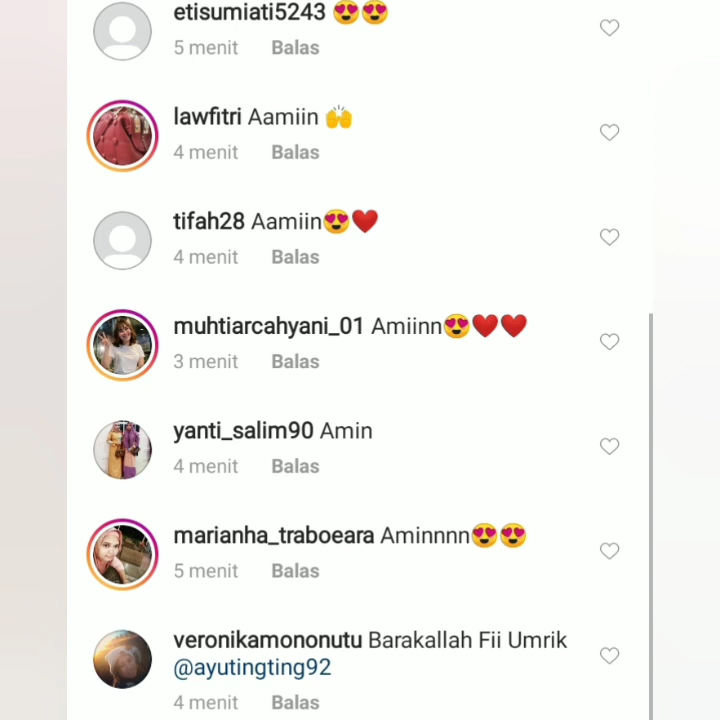 etisumiati5243 😍😍
5 menit Balas
lawfitri Aamiin 🙌
4 menit Balas
tifah28 Aamiin😍❤️
4 menit Balas
muhtiarcahyani_01 Amiinn😍❤️❤️
3 menit Balas
yanti_salim90 Amin
4 menit Balas
marianha_traboeara Aminnnn😍😍
5 menit Balas
veronikamononutu Barakallah Fii Umrik
@ayutingting92
4 menit Balas